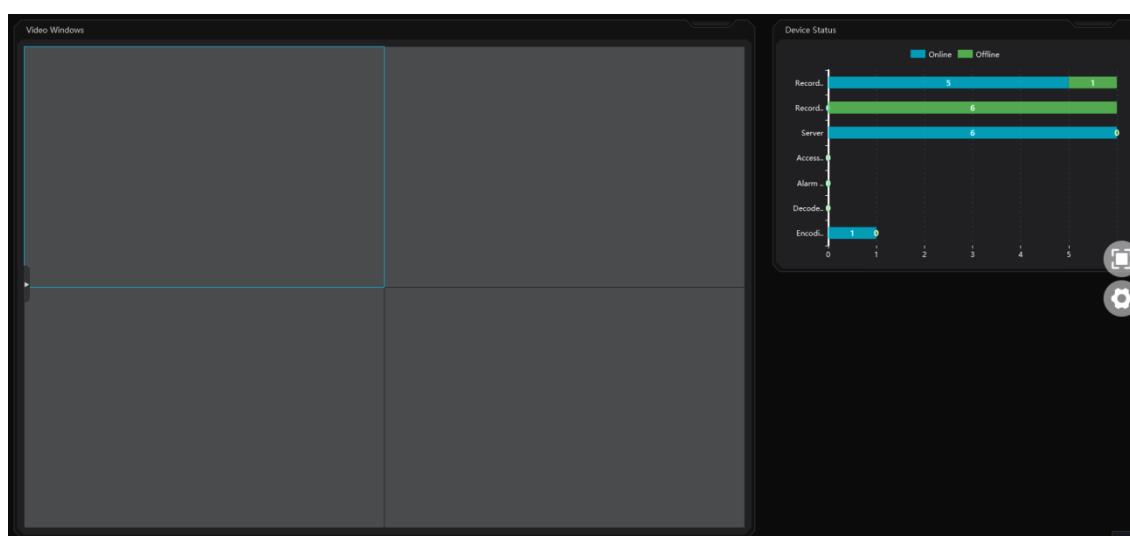 Video Windows
Device Status
Online Offline
Record.. 5 1
Record.. 0 6
Server 6 0
Access.. 0
Alarm .. 0
Decode.. 0
Encodi.. 1 0
0 1 2 3 4 5